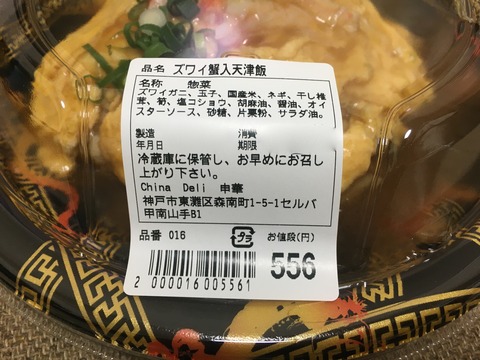 品名 ズワイ蟹入天津飯
名称 惣菜
ズワイガニ、玉子、国産米、ネギ、干し椎
茸、筍、塩コショウ、胡麻油、醤油、オイ
スターソース、砂糖、片栗粉、サラダ油。
製造 消費
年月日 期限
冷蔵庫に保管し、お早めにお召し
上がり下さい。
China Deli 申華
神戸市東灘区森南町1-5-1セルバ
甲南山手B1
品番 016 プラ お値段(円)
556
2 000016 005561